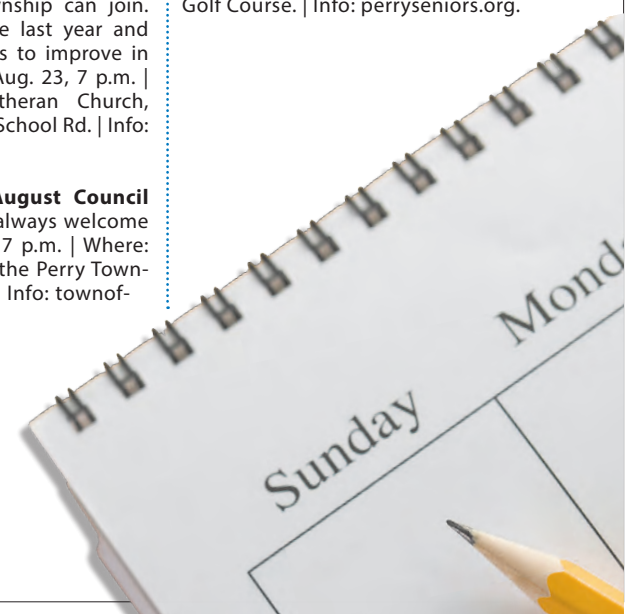 nship can join.
e last year and
s to improve in
Aug. 23, 7 p.m. |
theran Church,
School Rd. | Info:
August Council
always welcome
7 p.m. | Where:
the Perry Town-
Info: townof-
Golf Course. | Info: perryseniors.org.
Sunday
Monda